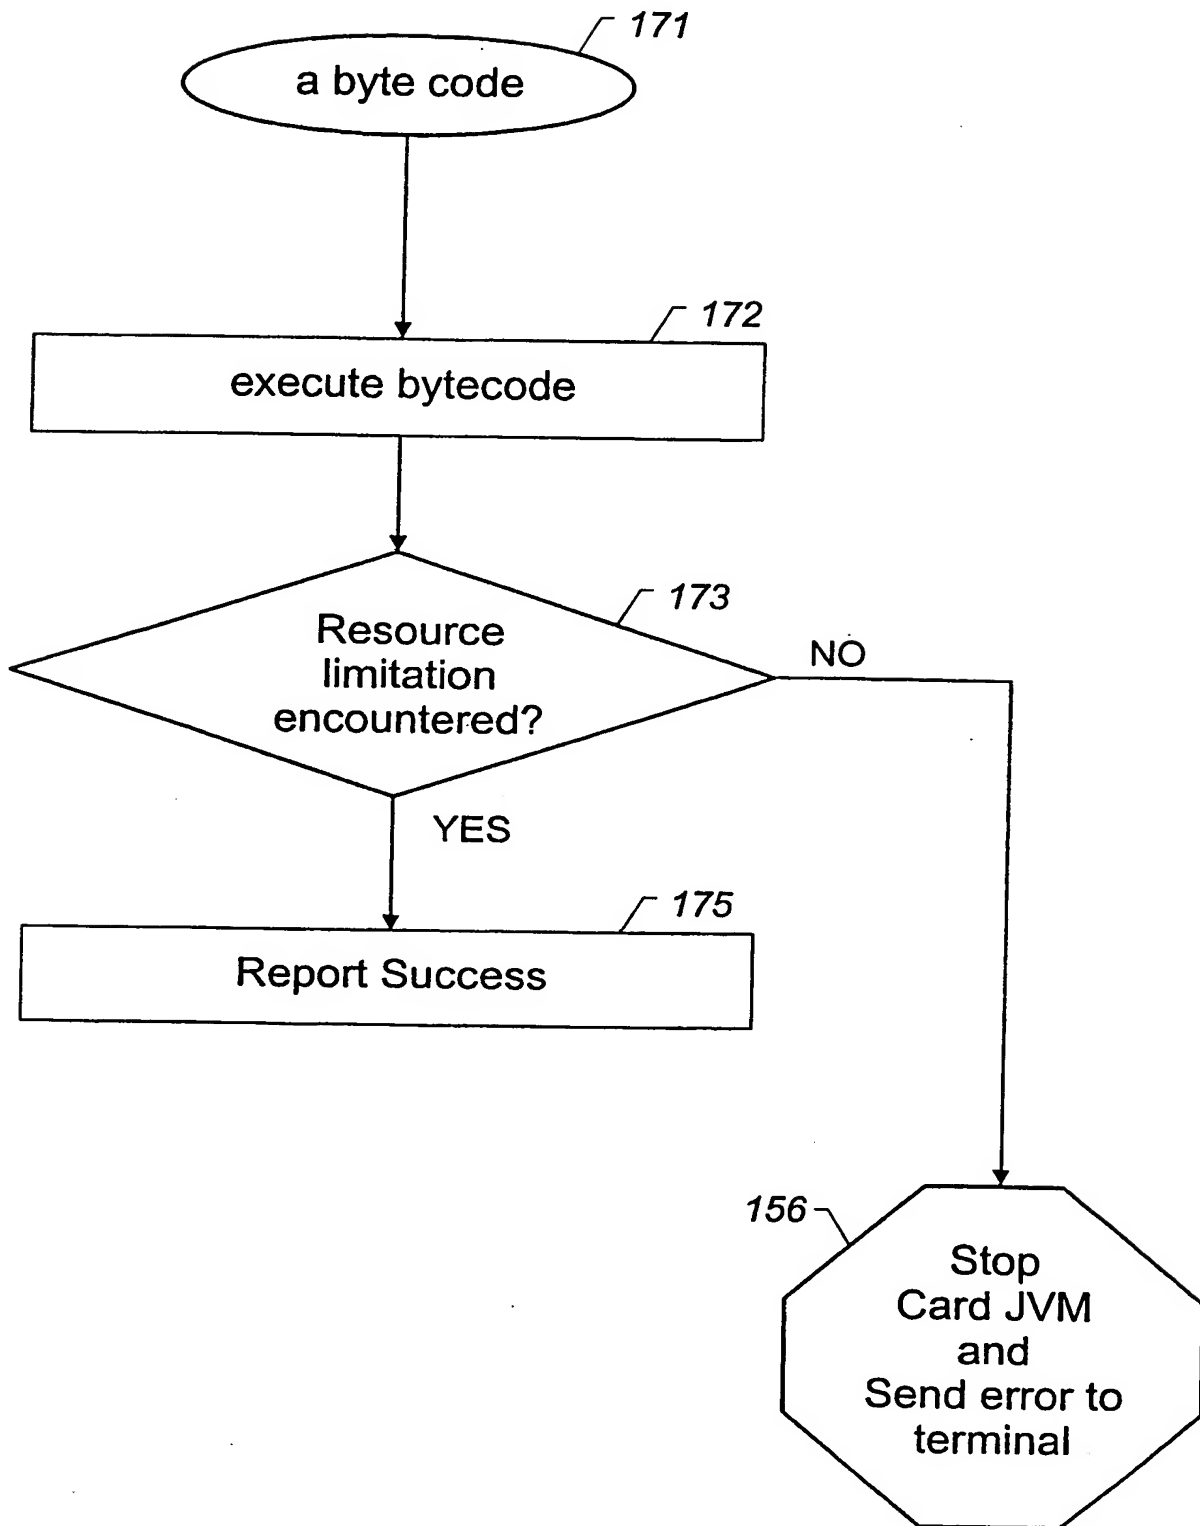 171
a byte code
172
execute bytecode
173
Resource
limitation
encountered?
NO
YES
175
Report Success
156
Stop
Card JVM
and
Send error to
terminal